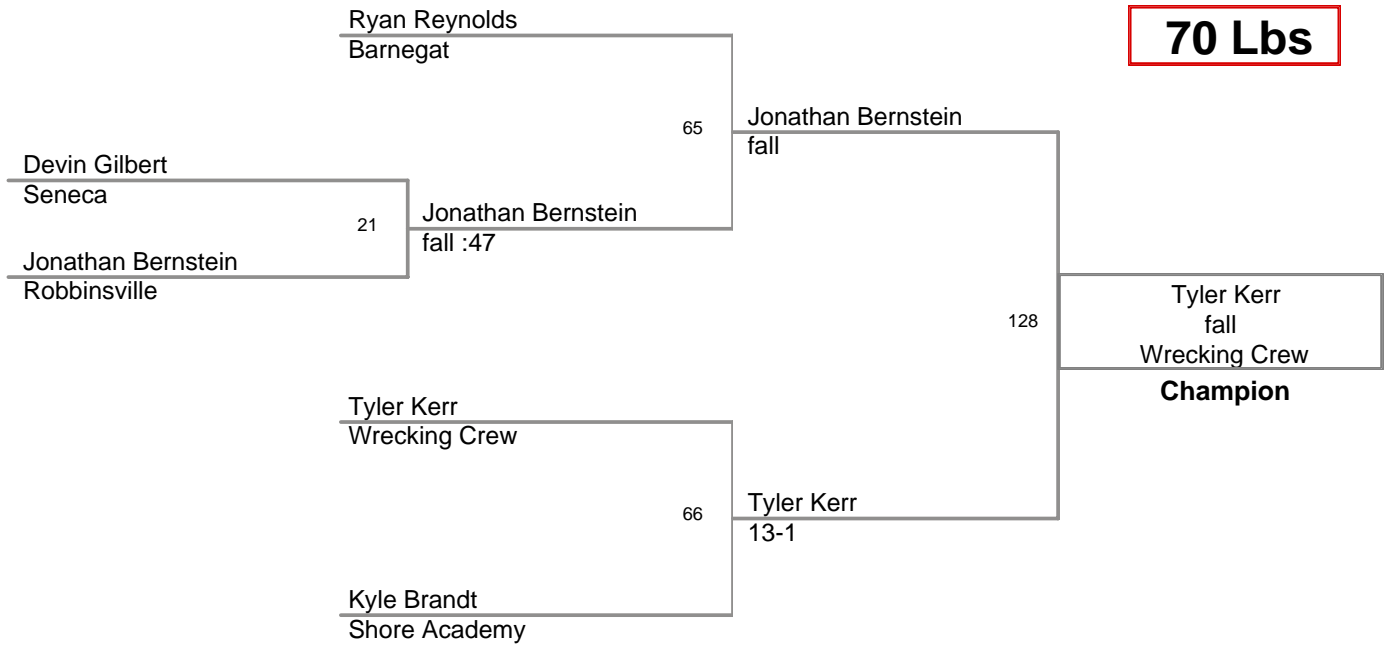 Ryan Reynolds
Barnegat
70 Lbs
65
Jonathan Bernstein
fall
Devin Gilbert
Seneca
21
Jonathan Bernstein
fall :47
Jonathan Bernstein
Robbinsville
128
Tyler Kerr
fall
Wrecking Crew
Champion
Tyler Kerr
Wrecking Crew
66
Tyler Kerr
13-1
Kyle Brandt
Shore Academy